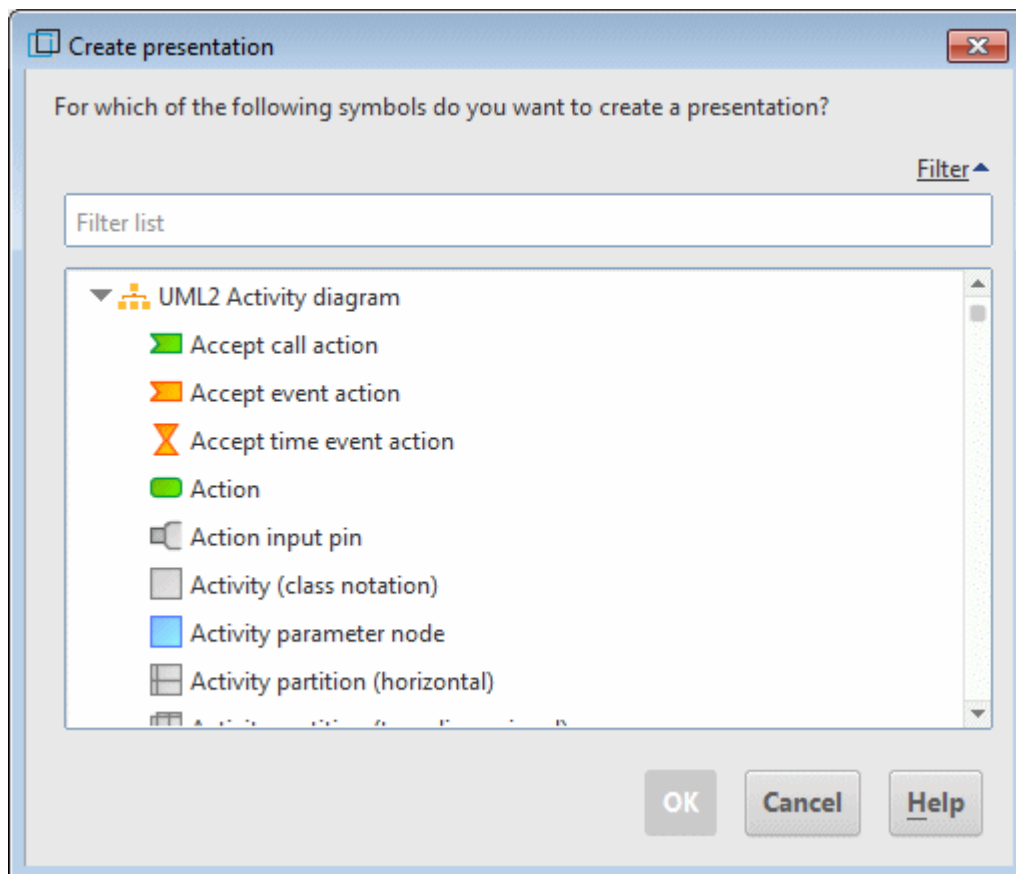 Create presentation
For which of the following symbols do you want to create a presentation?
Filter
Filter list
UML2 Activity diagram
Accept call action
Accept event action
Accept time event action
Action
Action input pin
Activity (class notation)
Activity parameter node
Activity partition (horizontal)
OK Cancel Help